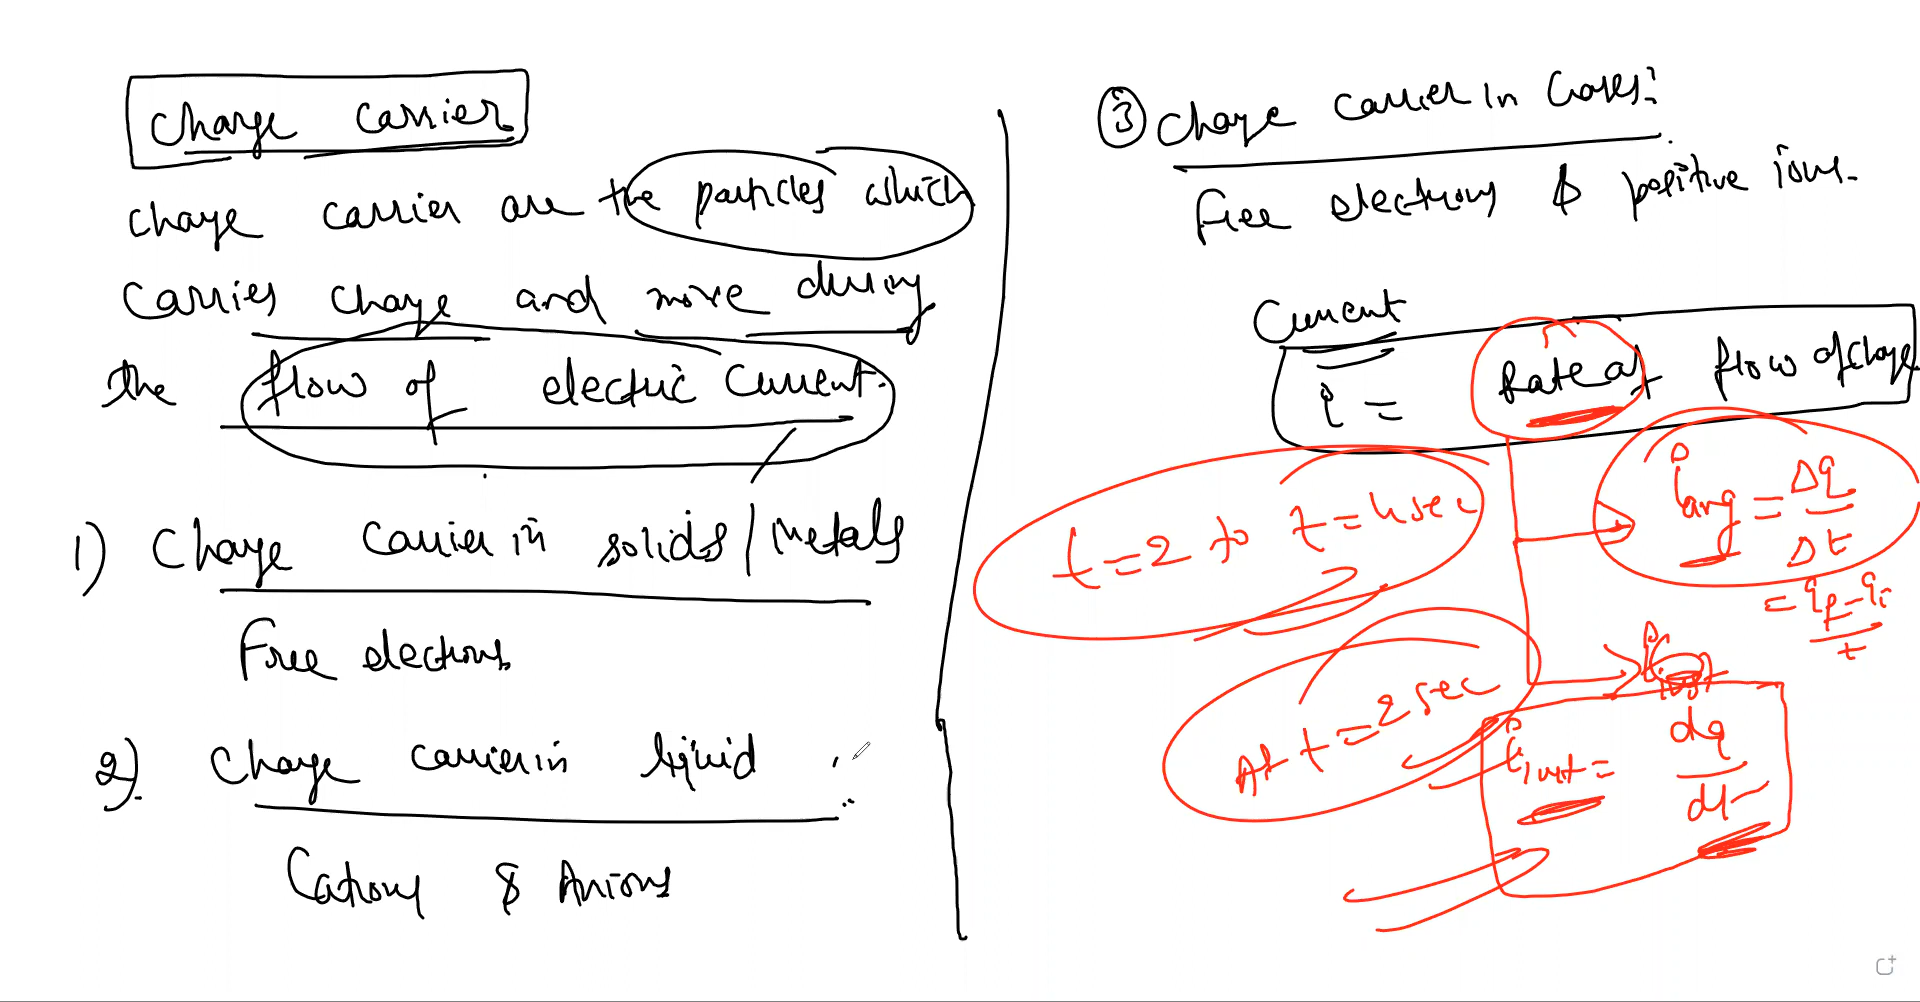 Charge Carrier
Charge carrier are the particles which
carries charge and move during
the flow of electric current.
1) Charge carrier in solids/metals
Free electrons
2) Charge carrier in liquid :
Cations & Anions
③ Charge carrier in Gases:
Free electrons & positive ions.
Current
i = Rate of flow of charge
t=2 to t=4sec
i avg = Δq/Δt
= qf-qi/t
i inst
At t=2sec
i inst = dq/dt